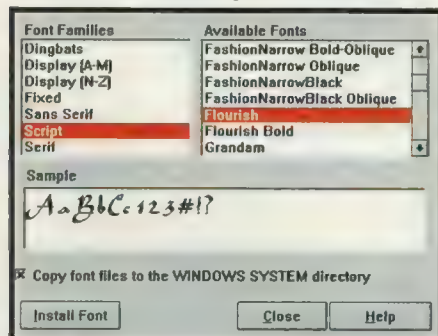 Font Families
Dingbats
Display (A-M)
Display (N-Z)
Fixed
Sans Serif
Script
Serif
Available Fonts
FashionNarrow Bold-Oblique
FashionNarrow Oblique
FashionNarrowBlack
FashionNarrowBlack Oblique
Flourish
Flourish Bold
Grandam
Sample
AaBbCc123#!?
Copy font files to the WINDOWS SYSTEM directory
Install Font
Close
Help